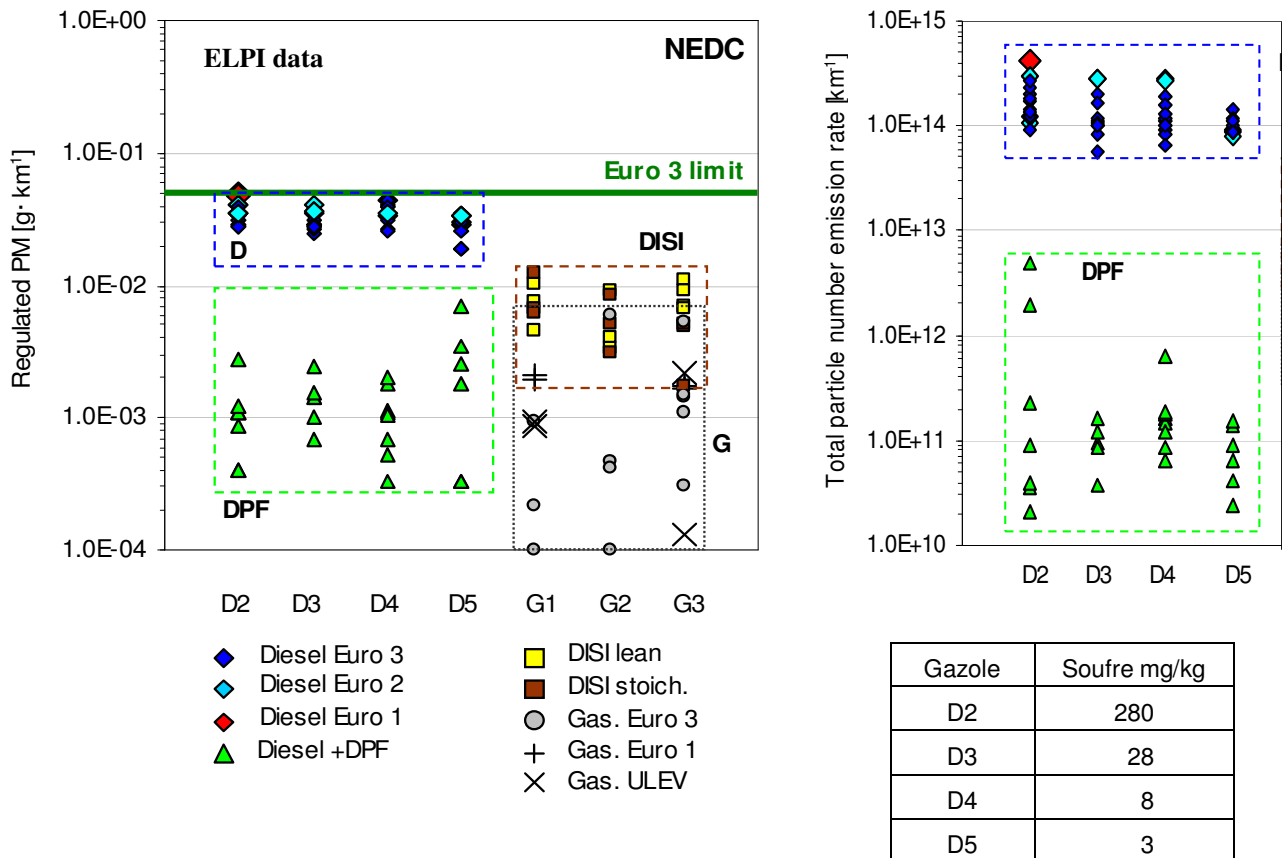 1.0E+00
1.0E-01
1.0E-02
1.0E-03
1.0E-04
Regulated PM [g· km-1]
ELPI data
NEDC
Euro 3 limit
D
DISI
DPF
G
D2 D3 D4 D5 G1 G2 G3
Diesel Euro 3
Diesel Euro 2
Diesel Euro 1
Diesel +DPF
DISI lean
DISI stoich.
Gas. Euro 3
Gas. Euro 1
Gas. ULEV
1.0E+15
1.0E+14
1.0E+13
1.0E+12
1.0E+11
1.0E+10
Total particle number emission rate [km-1]
DPF
D2 D3 D4 D5
Gazole Soufre mg/kg
D2 280
D3 28
D4 8
D5 3